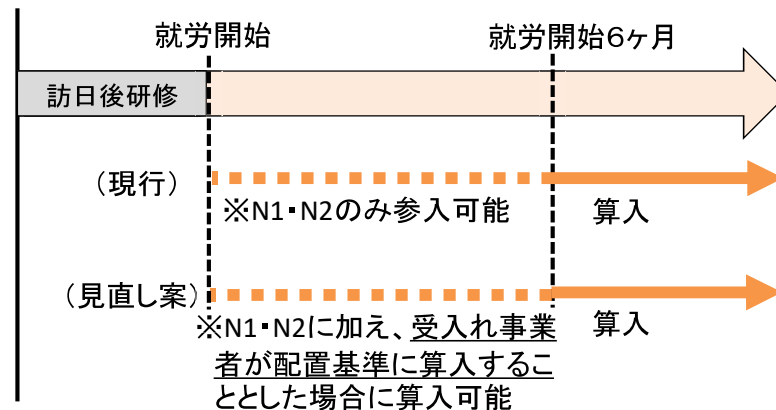 就労開始
就労開始6ヶ月
訪日後研修
（現行）
※N1・N2のみ参入可能
算入
（見直し案）
※N1・N2に加え、受入れ事業
者が配置基準に算入するこ
ととした場合に算入可能
算入